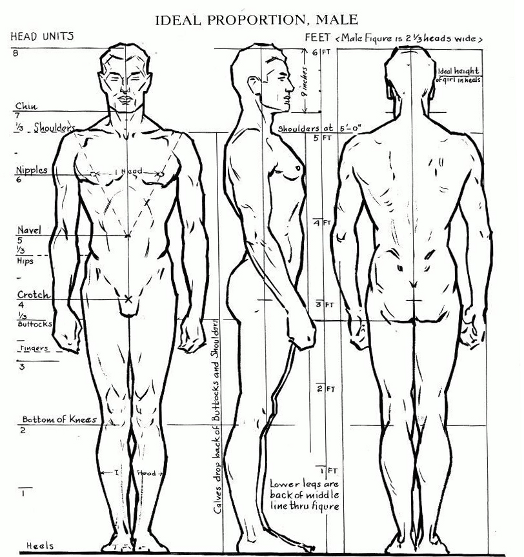 IDEAL PROPORTION, MALE
HEAD UNITS
FEET <Male Figure is 2 1/3 heads wide>
8
6 FT
9 inches
Ideal height
of girl in heels
Chin
7
1/3 Shoulders
Shoulders at 5'-0"
5 FT
Nipples
1 Head
6
4 FT
Navel
5
1/3
Hips
Crotch
4
3 FT
1/3
Buttocks
Fingers
3
2 FT
Calves drop back of Buttocks and Shoulders
Bottom of Knees
2
1 Head
1 FT
Lower legs are
back of middle
line thru figure
1
Heels